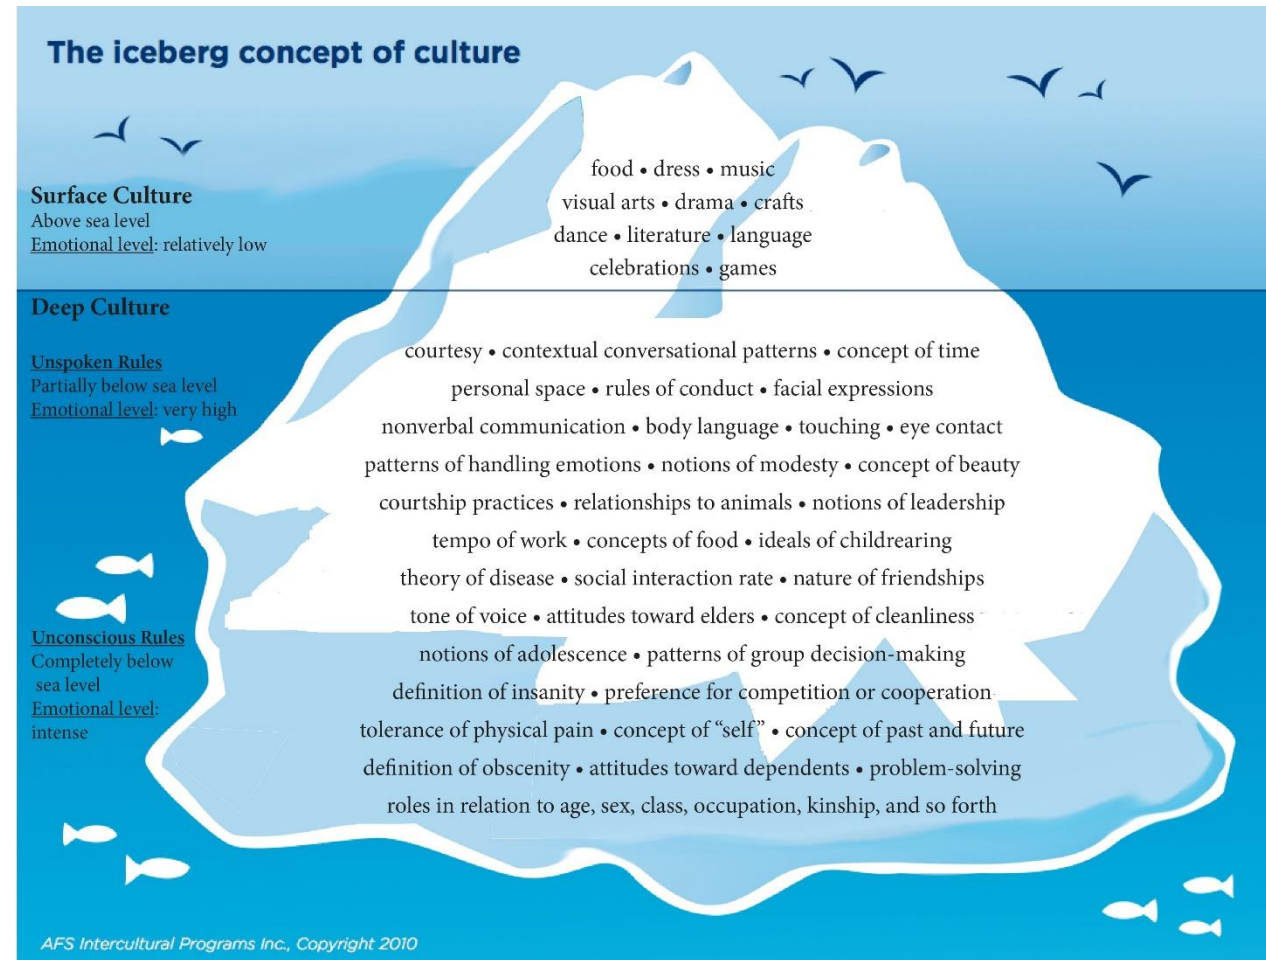 The iceberg concept of culture
food • dress • music
visual arts • drama • crafts
dance • literature • language
celebrations • games
Surface Culture
Above sea level
Emotional level: relatively low
Deep Culture
Unspoken Rules
Partially below sea level
Emotional level: very high
courtesy • contextual conversational patterns • concept of time
personal space • rules of conduct • facial expressions
nonverbal communication • body language • touching • eye contact
patterns of handling emotions • notions of modesty • concept of beauty
courtship practices • relationships to animals • notions of leadership
tempo of work • concepts of food • ideals of childrearing
theory of disease • social interaction rate • nature of friendships
tone of voice • attitudes toward elders • concept of cleanliness
notions of adolescence • patterns of group decision-making
definition of insanity • preference for competition or cooperation
tolerance of physical pain • concept of “self” • concept of past and future
definition of obscenity • attitudes toward dependents • problem-solving
roles in relation to age, sex, class, occupation, kinship, and so forth
Unconscious Rules
Completely below
sea level
Emotional level:
intense
AFS Intercultural Programs Inc., Copyright 2010